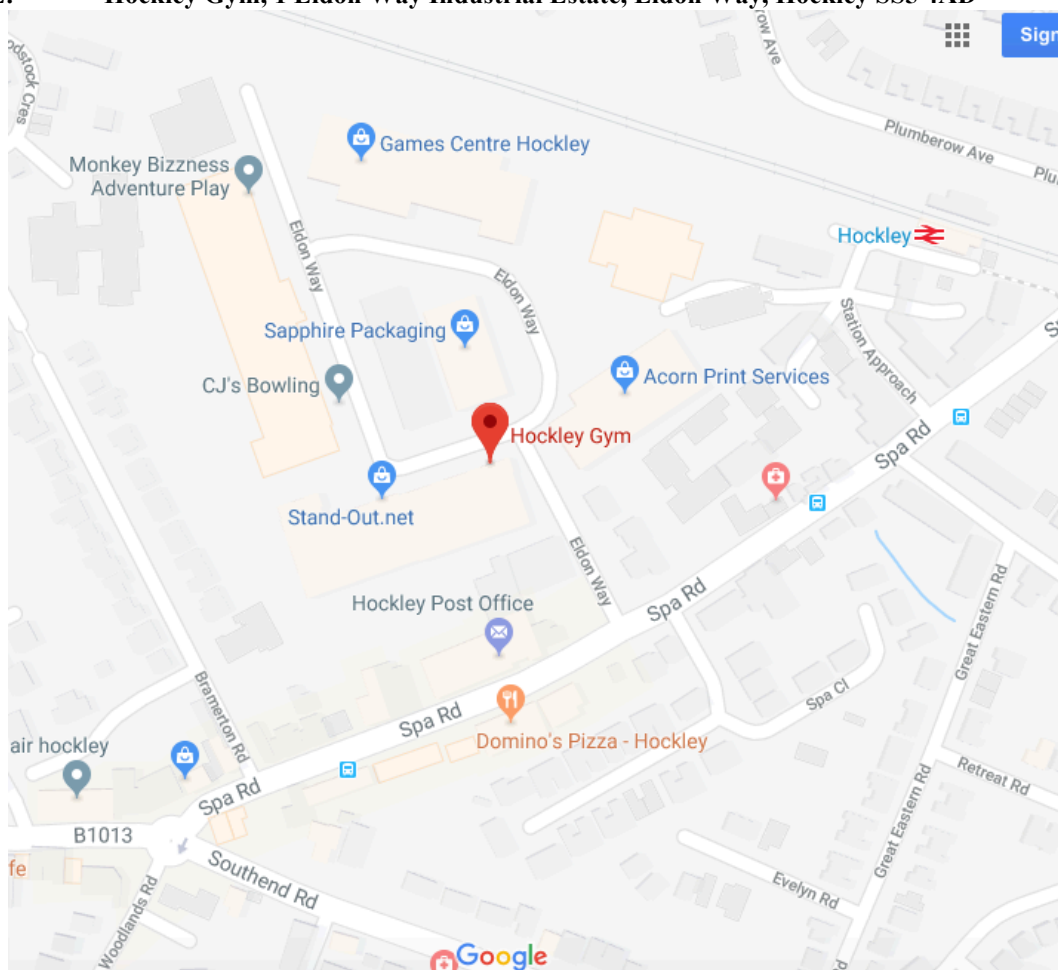 Hockley Gym, 1 Eldon Way Industrial Estate, Eldon Way, Hockley SS5 4AD
Sign
Plumberow Ave
Games Centre Hockley
Monkey Bizzness
Adventure Play
Eldon Way
Hockley
Eldon Way
Sapphire Packaging
Station Approach
CJ's Bowling
Acorn Print Services
Hockley Gym
Spa Rd
Stand-Out.net
Eldon Way
Hockley Post Office
Spa Rd
Great Eastern Rd
Bramerton Rd
Spa Rd
Spa Cl
air hockley
Domino's Pizza - Hockley
Retreat Rd
Spa Rd
B1013
Great Eastern Rd
Southend Rd
fe
Evelyn Rd
Woodlands Rd
Google